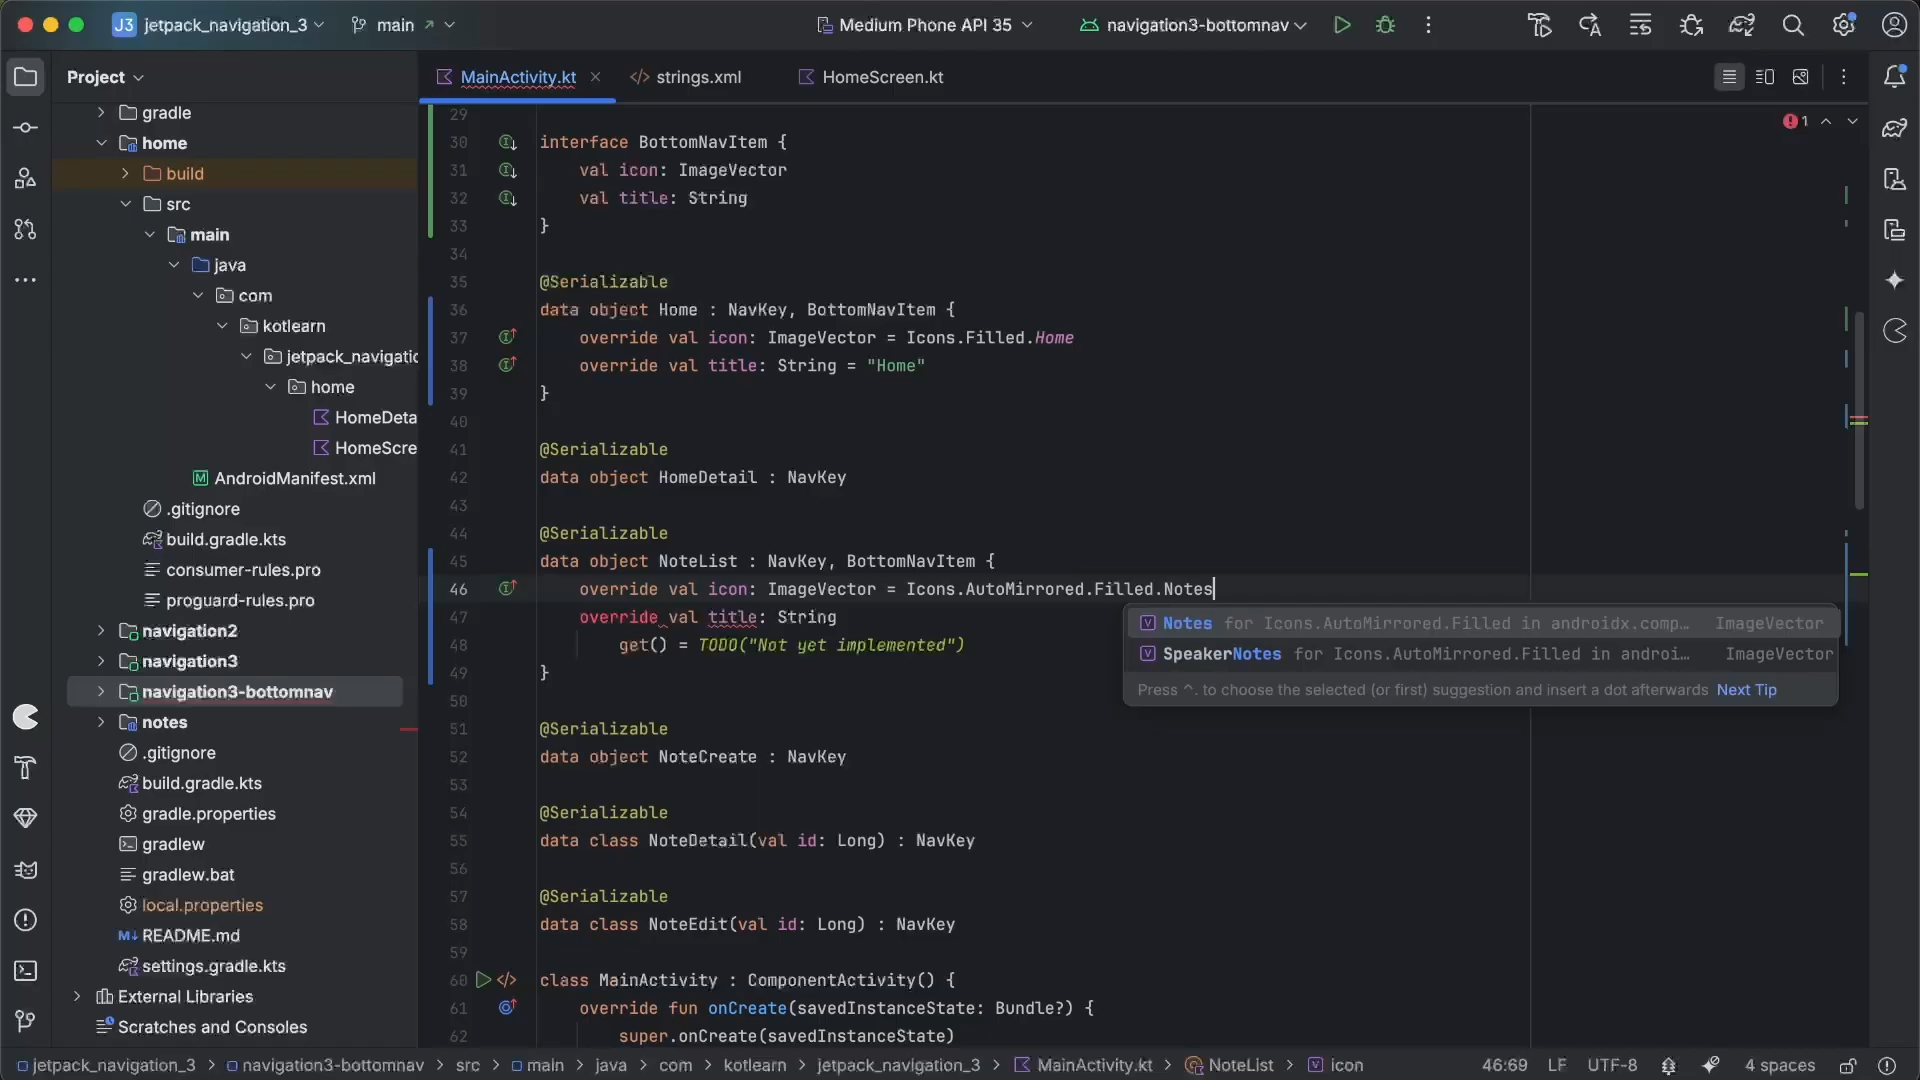 J3 jetpack_navigation_3 main Medium Phone API 35 navigation3-bottomnav
Project
MainActivity.kt strings.xml HomeScreen.kt
gradle
home
build
src
main
java
com
kotlearn
jetpack_navigatic
home
HomeDeta
HomeScre
AndroidManifest.xml
.gitignore
build.gradle.kts
consumer-rules.pro
proguard-rules.pro
navigation2
navigation3
navigation3-bottomnav
notes
.gitignore
build.gradle.kts
gradle.properties
gradlew
gradlew.bat
local.properties
README.md
settings.gradle.kts
External Libraries
Scratches and Consoles
1
29
30 interface BottomNavItem {
31 val icon: ImageVector
32 val title: String
33 }
34
35 @Serializable
36 data object Home : NavKey, BottomNavItem {
37 override val icon: ImageVector = Icons.Filled.Home
38 override val title: String = "Home"
39 }
40
41 @Serializable
42 data object HomeDetail : NavKey
43
44 @Serializable
45 data object NoteList : NavKey, BottomNavItem {
46 override val icon: ImageVector = Icons.AutoMirrored.Filled.Notes
47 override val title: String
48 get() = TODO("Not yet implemented")
49 }
50
51 @Serializable
52 data object NoteCreate : NavKey
53
54 @Serializable
55 data class NoteDetail(val id: Long) : NavKey
56
57 @Serializable
58 data class NoteEdit(val id: Long) : NavKey
59
60 class MainActivity : ComponentActivity() {
61 override fun onCreate(savedInstanceState: Bundle?) {
62 super.onCreate(savedInstanceState)
Notes for Icons.AutoMirrored.Filled in androidx.comp… ImageVector
SpeakerNotes for Icons.AutoMirrored.Filled in androi… ImageVector
Press ^. to choose the selected (or first) suggestion and insert a dot afterwards Next Tip
jetpack_navigation_3 > navigation3-bottomnav > src > main > java > com > kotlearn > jetpack_navigation_3 > MainActivity.kt > NoteList > icon 46:69 LF UTF-8 4 spaces